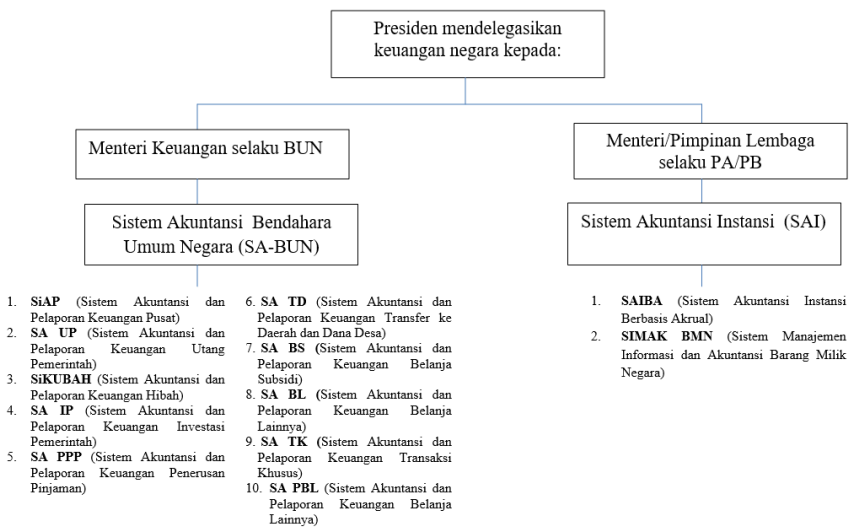 Presiden mendelegasikan
keuangan negara kepada:
Menteri Keuangan selaku BUN
Menteri/Pimpinan Lembaga
selaku PA/PB
Sistem Akuntansi Bendahara
Umum Negara (SA-BUN)
Sistem Akuntansi Instansi (SAI)
1. SiAP (Sistem Akuntansi dan
Pelaporan Keuangan Pusat)
2. SA UP (Sistem Akuntansi dan
Pelaporan Keuangan Utang
Pemerintah)
3. SiKUBAH (Sistem Akuntansi dan
Pelaporan Keuangan Hibah)
4. SA IP (Sistem Akuntansi dan
Pelaporan Keuangan Investasi
Pemerintah)
5. SA PPP (Sistem Akuntansi dan
Pelaporan Keuangan Penerusan
Pinjaman)
6. SA TD (Sistem Akuntansi dan
Pelaporan Keuangan Transfer ke
Daerah dan Dana Desa)
7. SA BS (Sistem Akuntansi dan
Pelaporan Keuangan Belanja
Subsidi)
8. SA BL (Sistem Akuntansi dan
Pelaporan Keuangan Belanja
Lainnya)
9. SA TK (Sistem Akuntansi dan
Pelaporan Keuangan Transaksi
Khusus)
10. SA PBL (Sistem Akuntansi dan
Pelaporan Keuangan Belanja
Lainnya)
1. SAIBA (Sistem Akuntansi Instansi
Berbasis Akrual)
2. SIMAK BMN (Sistem Manajemen
Informasi dan Akuntansi Barang Milik
Negara)